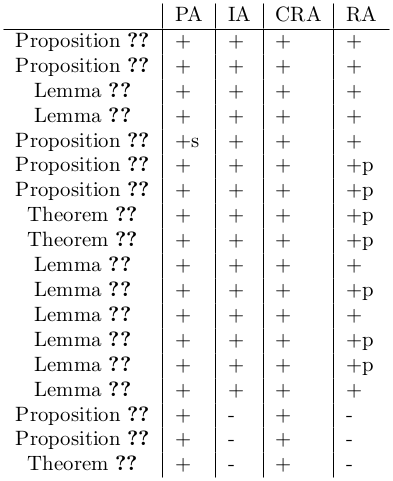 PA IA CRA RA
Proposition ?? + + + +
Proposition ?? + + + +
Lemma ?? + + + +
Lemma ?? + + + +
Proposition ?? +s + + +
Proposition ?? + + + +p
Proposition ?? + + + +p
Theorem ?? + + + +p
Theorem ?? + + + +p
Lemma ?? + + + +
Lemma ?? + + + +p
Lemma ?? + + + +
Lemma ?? + + + +p
Lemma ?? + + + +p
Lemma ?? + + + +
Proposition ?? + - + -
Proposition ?? + - + -
Theorem ?? + - + -